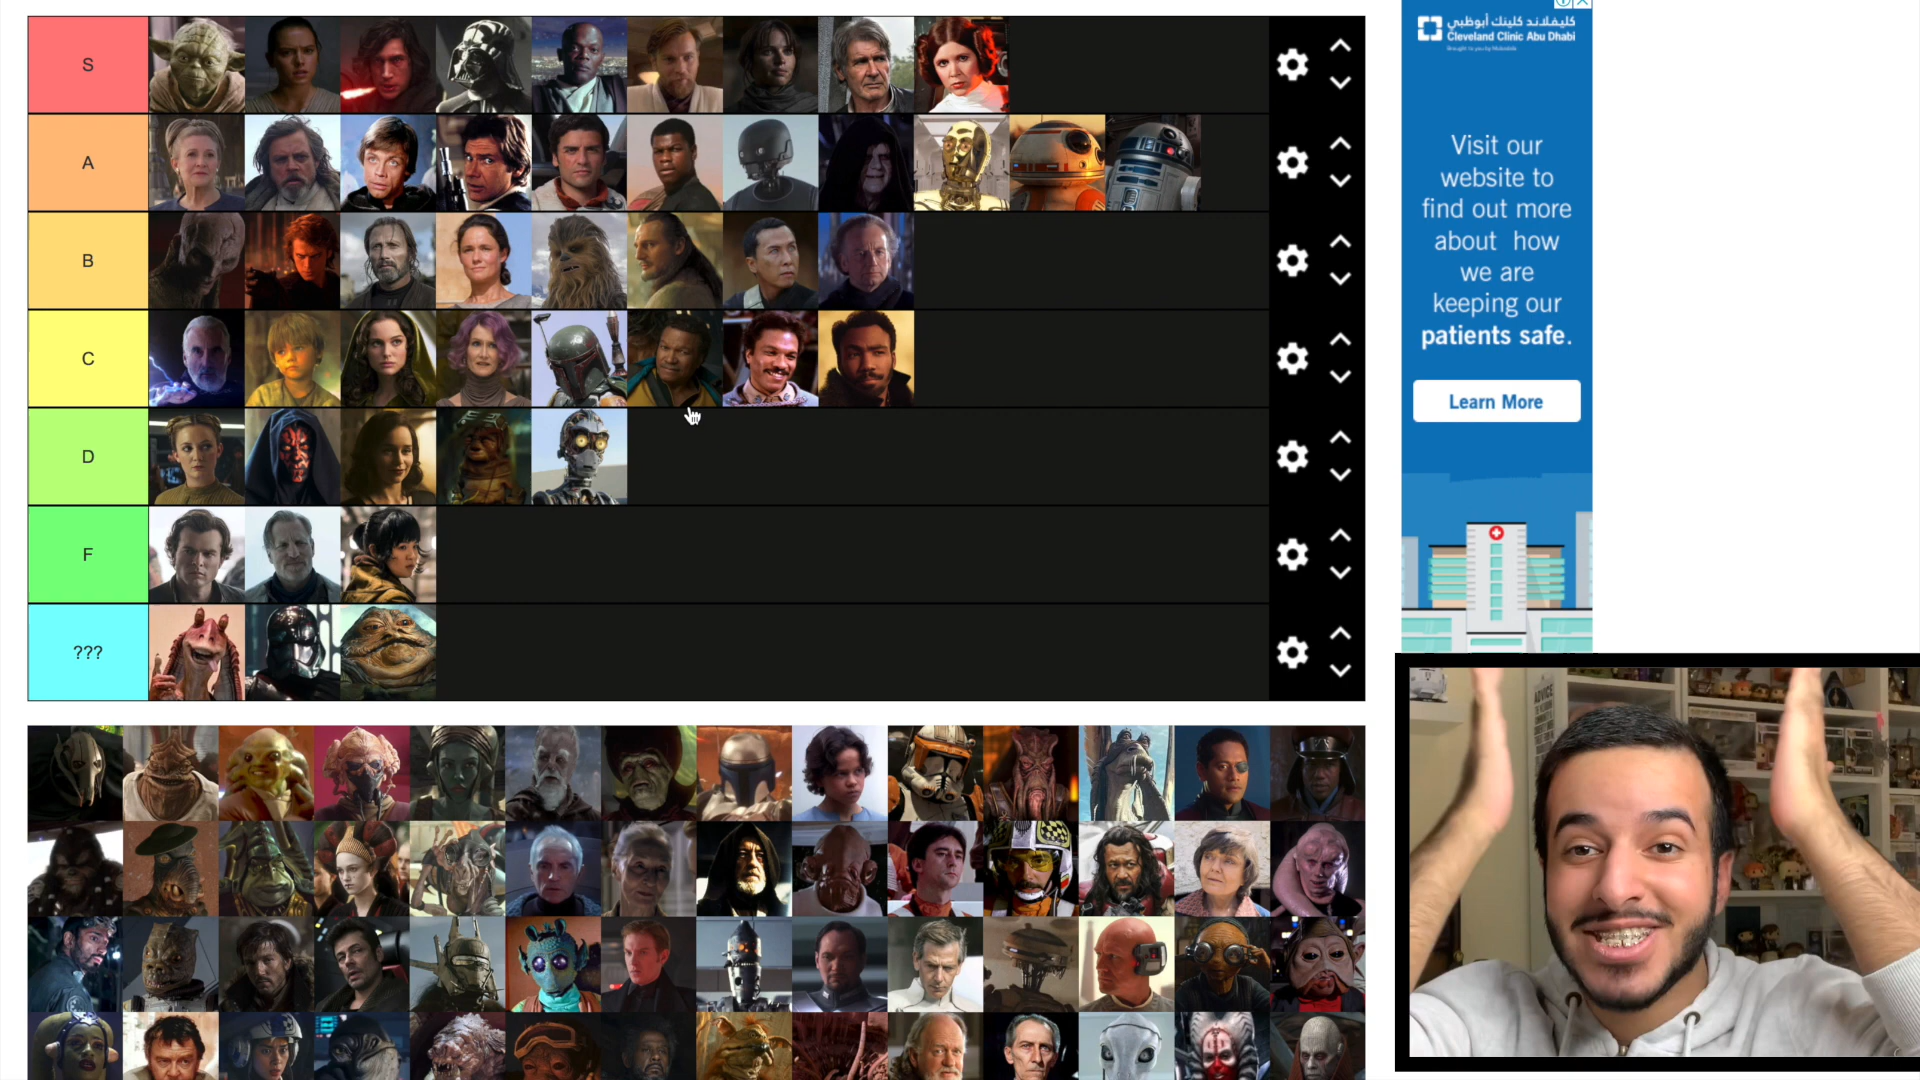 S
A
B
C
D
F
???
كليفلاند كلينك أبوظبي
Cleveland Clinic Abu Dhabi
Visit our
website to
find out more
about how
we are
keeping our
patients safe.
Learn More
ADVICE